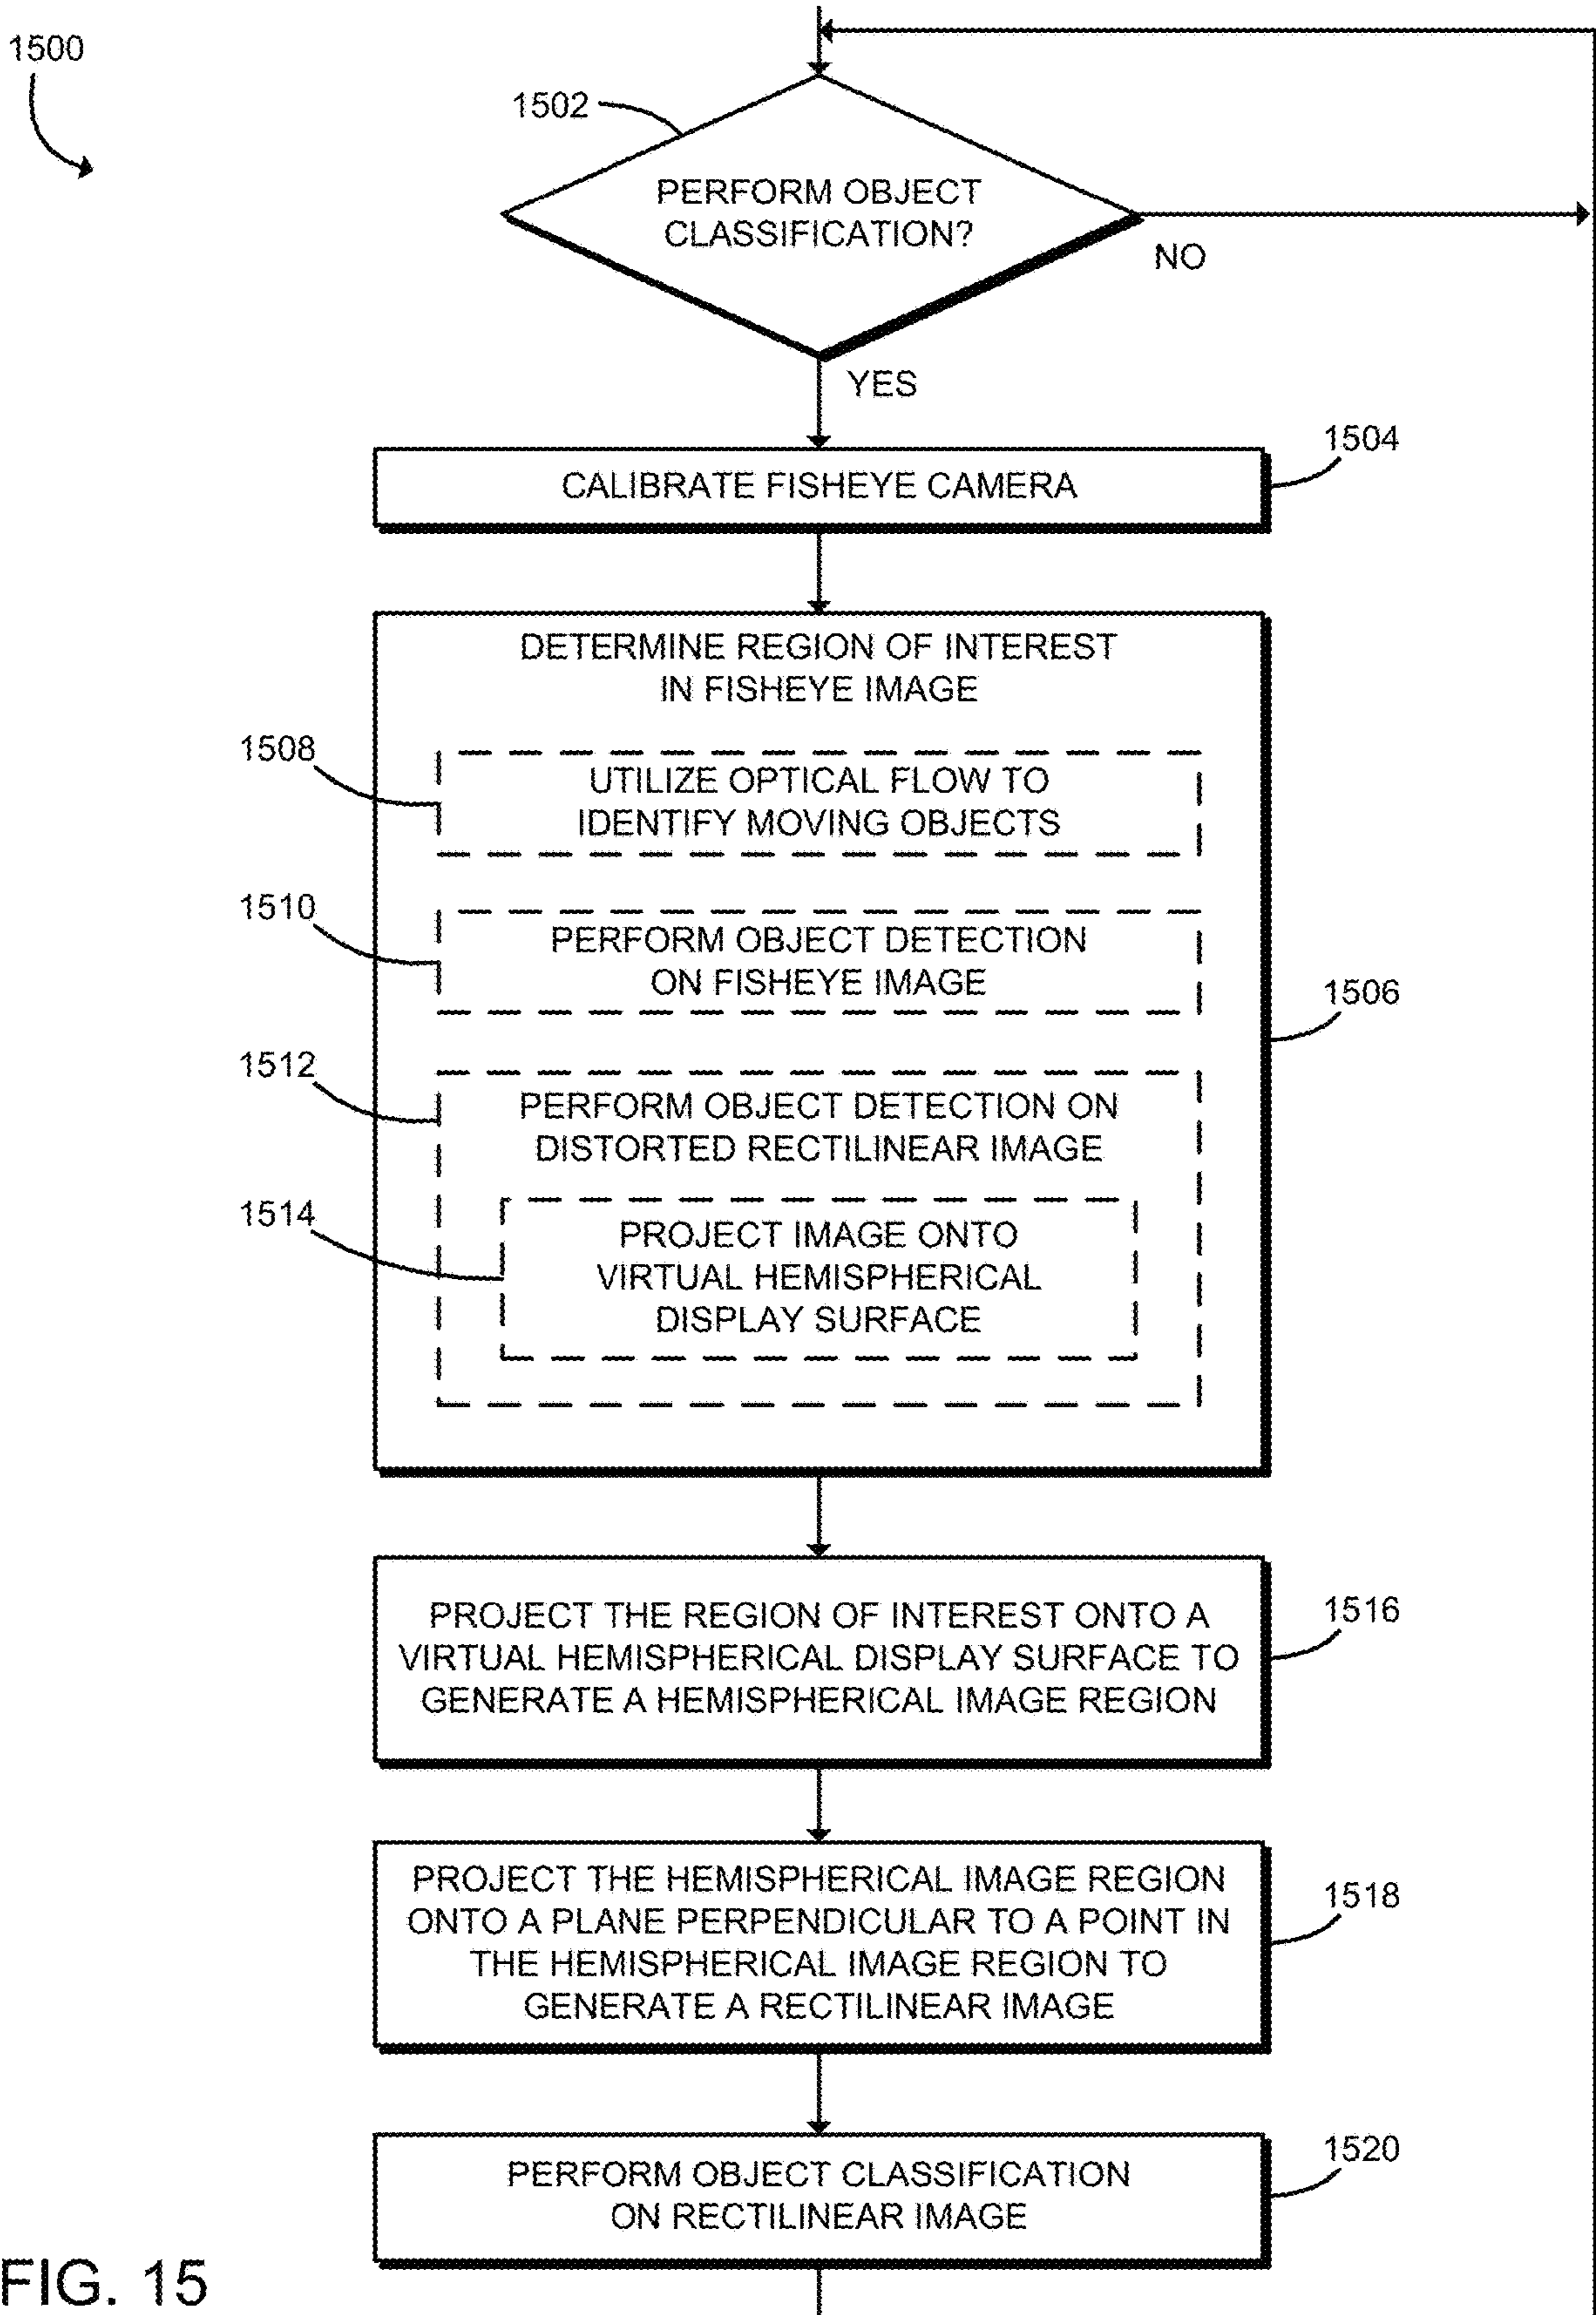 1500
1502
PERFORM OBJECT
CLASSIFICATION?
NO
YES
1504
CALIBRATE FISHEYE CAMERA
DETERMINE REGION OF INTEREST
IN FISHEYE IMAGE
1508
UTILIZE OPTICAL FLOW TO
IDENTIFY MOVING OBJECTS
1510
PERFORM OBJECT DETECTION
ON FISHEYE IMAGE
1506
1512
PERFORM OBJECT DETECTION ON
DISTORTED RECTILINEAR IMAGE
1514
PROJECT IMAGE ONTO
VIRTUAL HEMISPHERICAL
DISPLAY SURFACE
PROJECT THE REGION OF INTEREST ONTO A
VIRTUAL HEMISPHERICAL DISPLAY SURFACE TO
GENERATE A HEMISPHERICAL IMAGE REGION
1516
PROJECT THE HEMISPHERICAL IMAGE REGION
ONTO A PLANE PERPENDICULAR TO A POINT IN
THE HEMISPHERICAL IMAGE REGION TO
GENERATE A RECTILINEAR IMAGE
1518
PERFORM OBJECT CLASSIFICATION
ON RECTILINEAR IMAGE
1520
FIG. 15